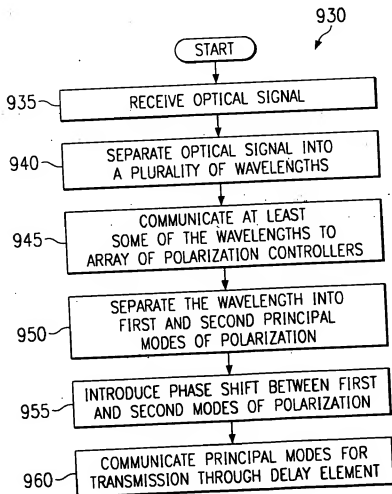 930
START
935
RECEIVE OPTICAL SIGNAL
940
SEPARATE OPTICAL SIGNAL INTO
A PLURALITY OF WAVELENGTHS
945
COMMUNICATE AT LEAST
SOME OF THE WAVELENGTHS TO
ARRAY OF POLARIZATION CONTROLLERS
950
SEPARATE THE WAVELENGTH INTO
FIRST AND SECOND PRINCIPAL
MODES OF POLARIZATION
955
INTRODUCE PHASE SHIFT BETWEEN FIRST
AND SECOND MODES OF POLARIZATION
960
COMMUNICATE PRINCIPAL MODES FOR
TRANSMISSION THROUGH DELAY ELEMENT